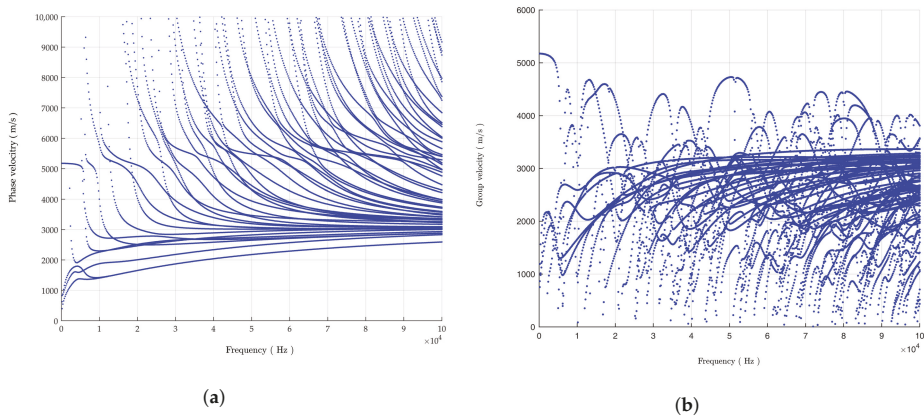 10,000
9000
8000
7000
6000
5000
4000
3000
2000
1000
0
Phase velocitry ( m/s)
0 1 2 3 4 5 6 7 8 9 10
×10⁴
Frequency ( Hz )
(a)
6000
5000
4000
3000
2000
1000
0
Group velocity ( m/s )
0 1 2 3 4 5 6 7 8 9 10
×10⁴
Frequency ( Hz )
(b)